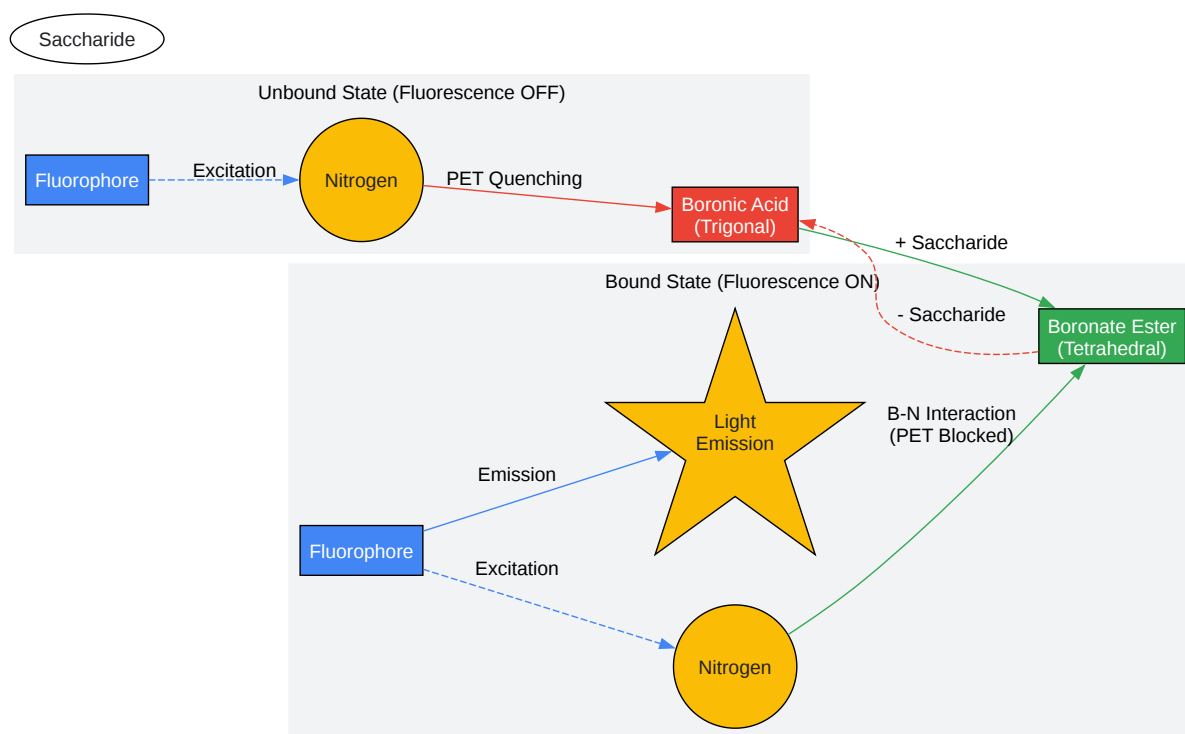 Saccharide
Unbound State (Fluorescence OFF)
Fluorophore
Excitation
Nitrogen
PET Quenching
Boronic Acid
(Trigonal)
+ Saccharide
Bound State (Fluorescence ON)
- Saccharide
Boronate Ester
(Tetrahedral)
Light
Emission
B-N Interaction
(PET Blocked)
Emission
Fluorophore
Excitation
Nitrogen